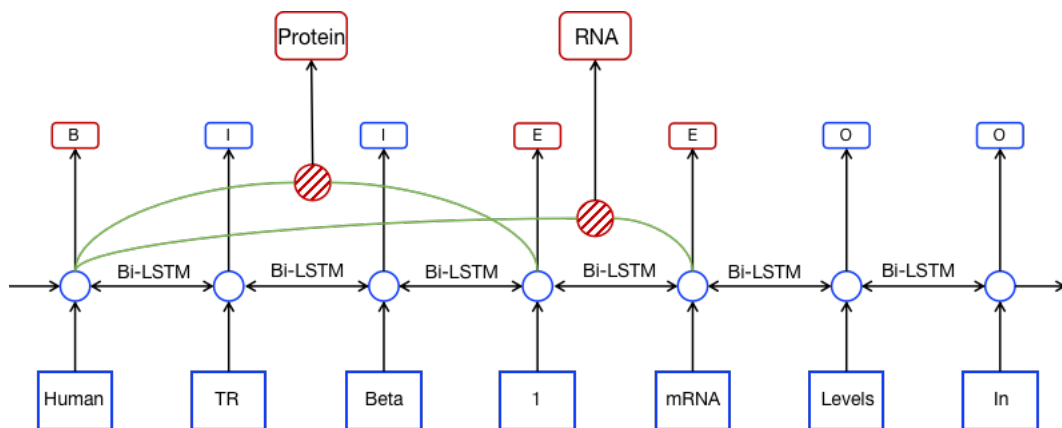 Protein RNA
B I I E E O O
Bi-LSTM Bi-LSTM Bi-LSTM Bi-LSTM Bi-LSTM Bi-LSTM
Human TR Beta 1 mRNA Levels In